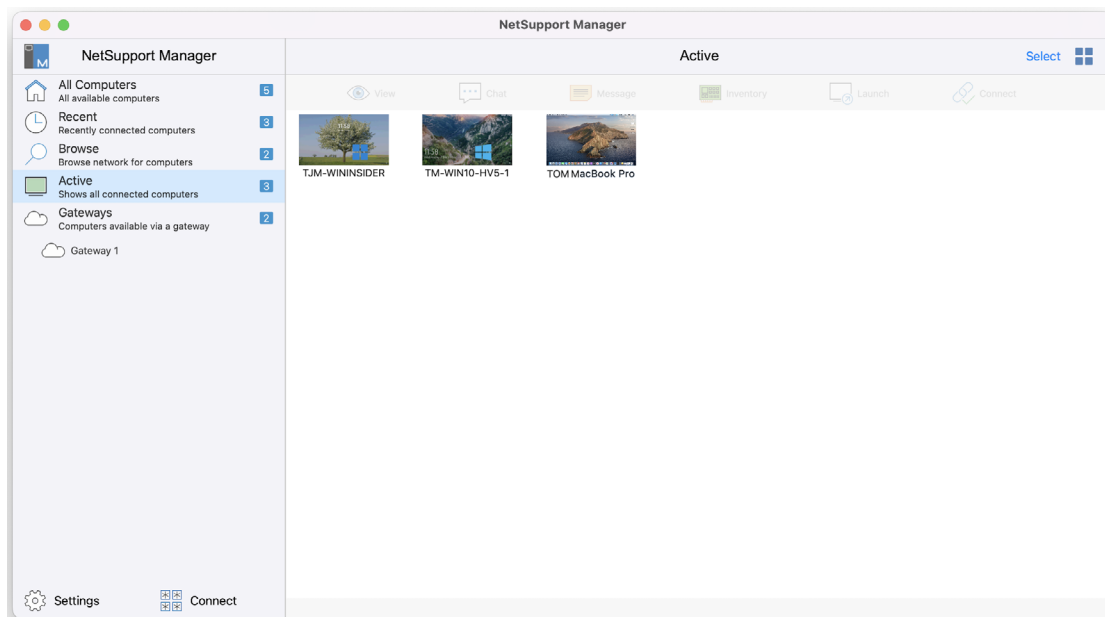 NetSupport Manager
NetSupport Manager
Active
Select
All Computers
All available computers
5
Recent
Recently connected computers
3
Browse
Browse network for computers
2
Active
Shows all connected computers
3
Gateways
Computers available via a gateway
2
Gateway 1
View
Chat
Message
Inventory
Launch
Connect
TJM-WININSIDER
TM-WIN10-HV5-1
TOM MacBook Pro
Settings
Connect